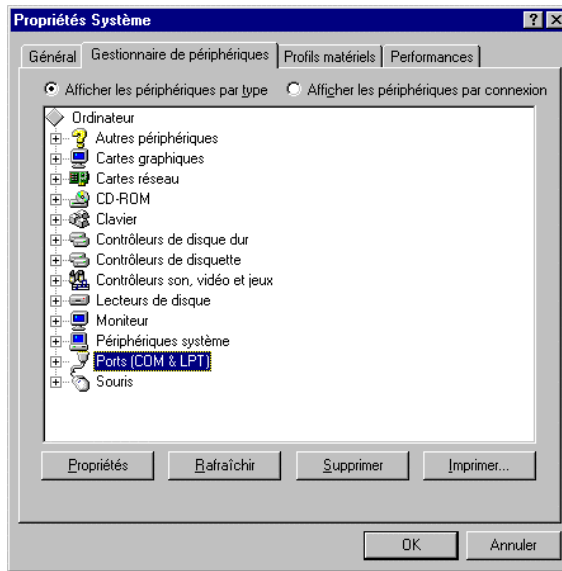 Propriétés Système
Général Gestionnaire de périphériques Profils matériels Performances
Afficher les périphériques par type Afficher les périphériques par connexion
Ordinateur
Autres périphériques
Cartes graphiques
Cartes réseau
CD-ROM
Clavier
Contrôleurs de disque dur
Contrôleurs de disquette
Contrôleurs son, vidéo et jeux
Lecteurs de disque
Moniteur
Périphériques système
Ports (COM & LPT)
Souris
Propriétés Rafraîchir Supprimer Imprimer...
OK Annuler